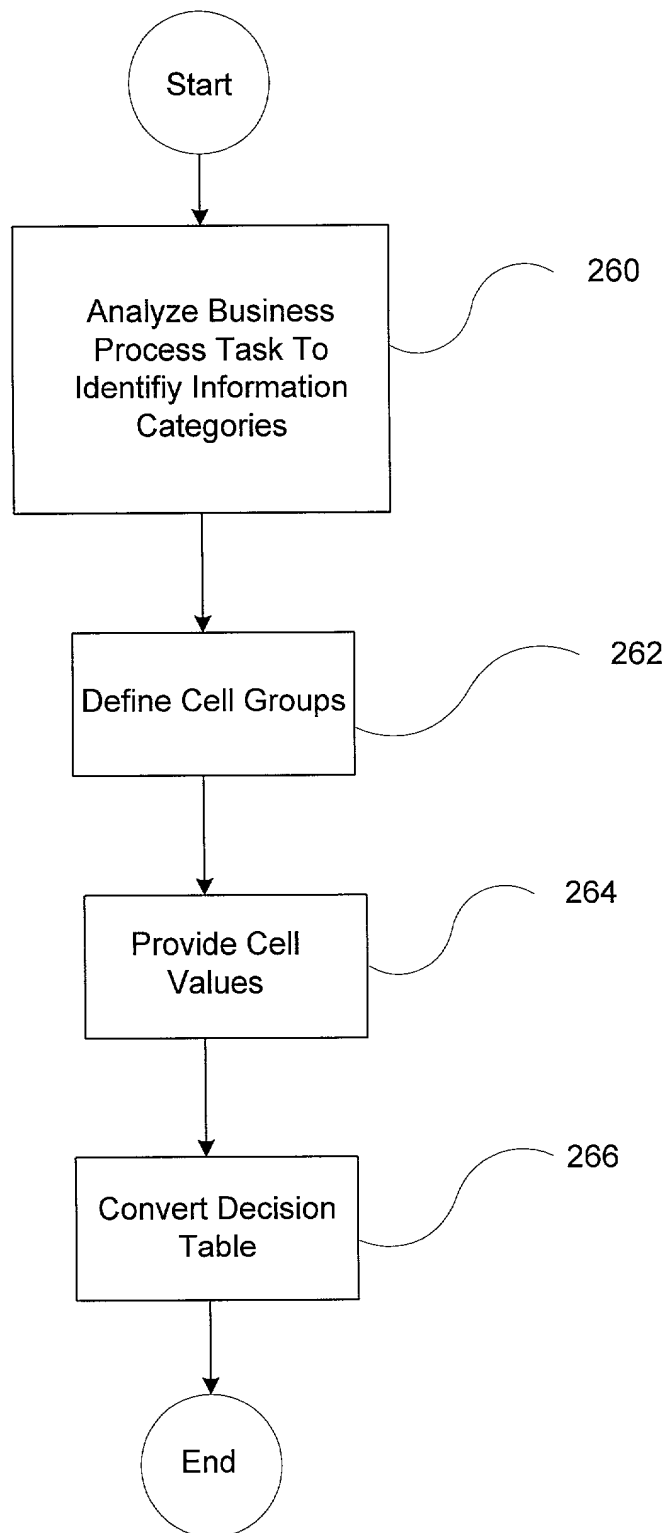 Start
Analyze Business
Process Task To
Identifiy Information
Categories
260
Define Cell Groups
262
Provide Cell
Values
264
Convert Decision
Table
266
End